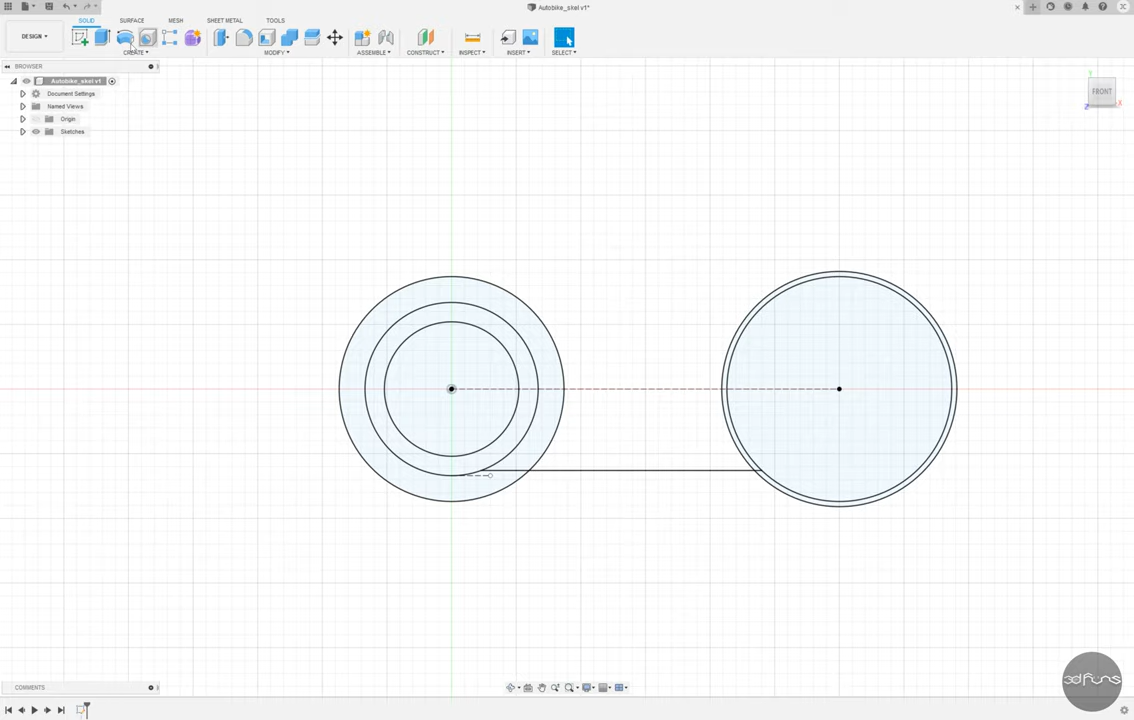 Autobike_skel v1*
DESIGN
SOLID
SURFACE
MESH
SHEET METAL
TOOLS
CREATE
MODIFY
ASSEMBLE
CONSTRUCT
INSPECT
INSERT
SELECT
BROWSER
Autobike_skel v1
Document Settings
Named Views
Origin
Sketches
FRONT
Y
X
Z
COMMENTS
3dfuns